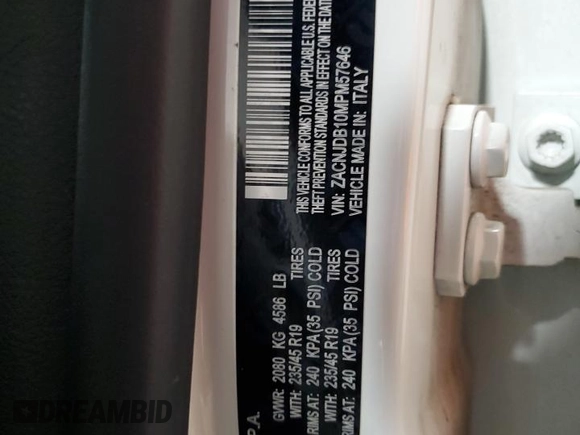 THIS VEHICLE CONFORMS TO ALL APPLICABLE U.S. FEDER
THEFT PREVENTION STANDARDS IN EFFECT ON THE DAT
VIN: ZACNJDB10MPM57646
VEHICLE MADE IN: ITALY
P.A.
GVWR: 2080 KG 4586 LB
WITH: 235/45 R19 TIRES
RIMS AT: 240 KPA(35 PSI) COLD
WITH: 235/45 R19 TIRES
RIMS AT: 240 KPA(35 PSI) COLD
DREAMBID